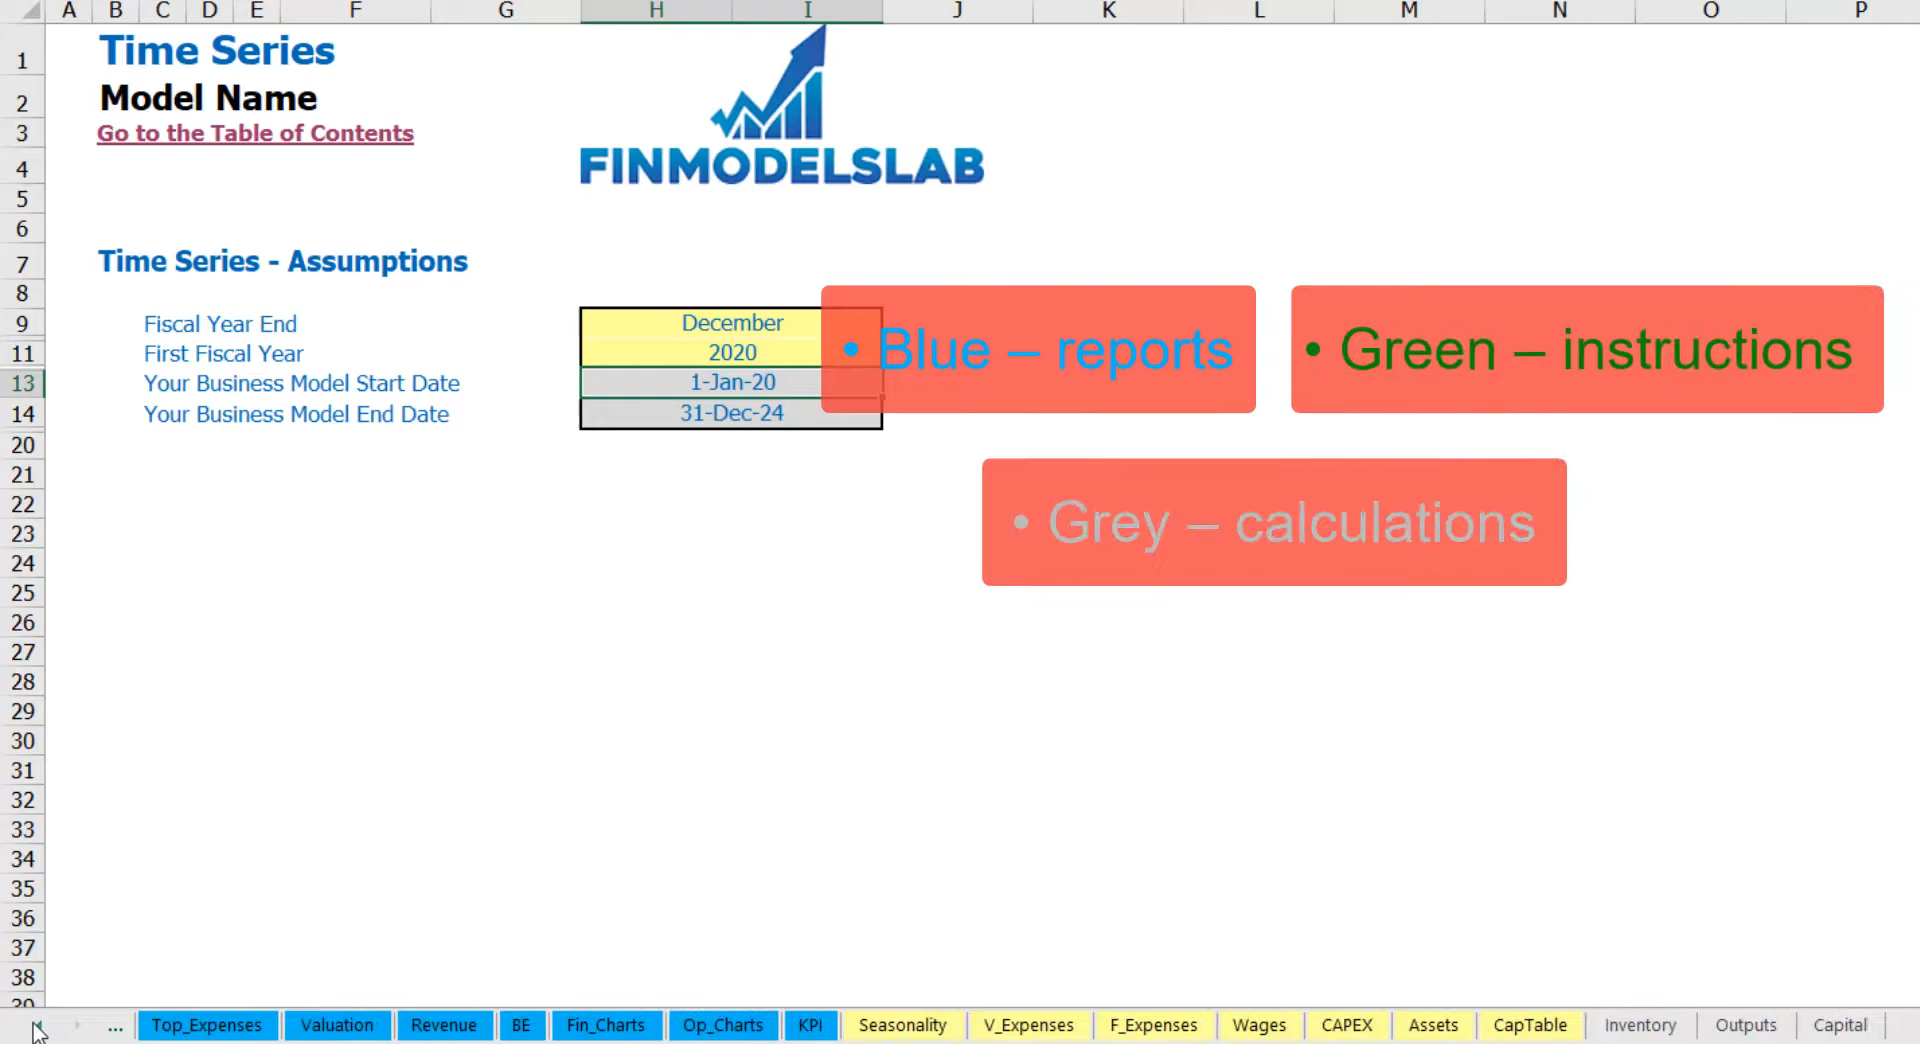 A B C D E F G H I J K L M N O P
1 Time Series
2 Model Name
3 Go to the Table of Contents
FINMODELSLAB
4
5
6
7 Time Series - Assumptions
8
9 Fiscal Year End December
11 First Fiscal Year 2020
13 Your Business Model Start Date 1-Jan-20
14 Your Business Model End Date 31-Dec-24
• Blue – reports
• Green – instructions
• Grey – calculations
20
21
22
23
24
25
26
27
28
29
30
31
32
33
34
35
36
37
38
39
... Top_Expenses Valuation Revenue BE Fin_Charts Op_Charts KPI Seasonality V_Expenses F_Expenses Wages CAPEX Assets CapTable Inventory Outputs Capital